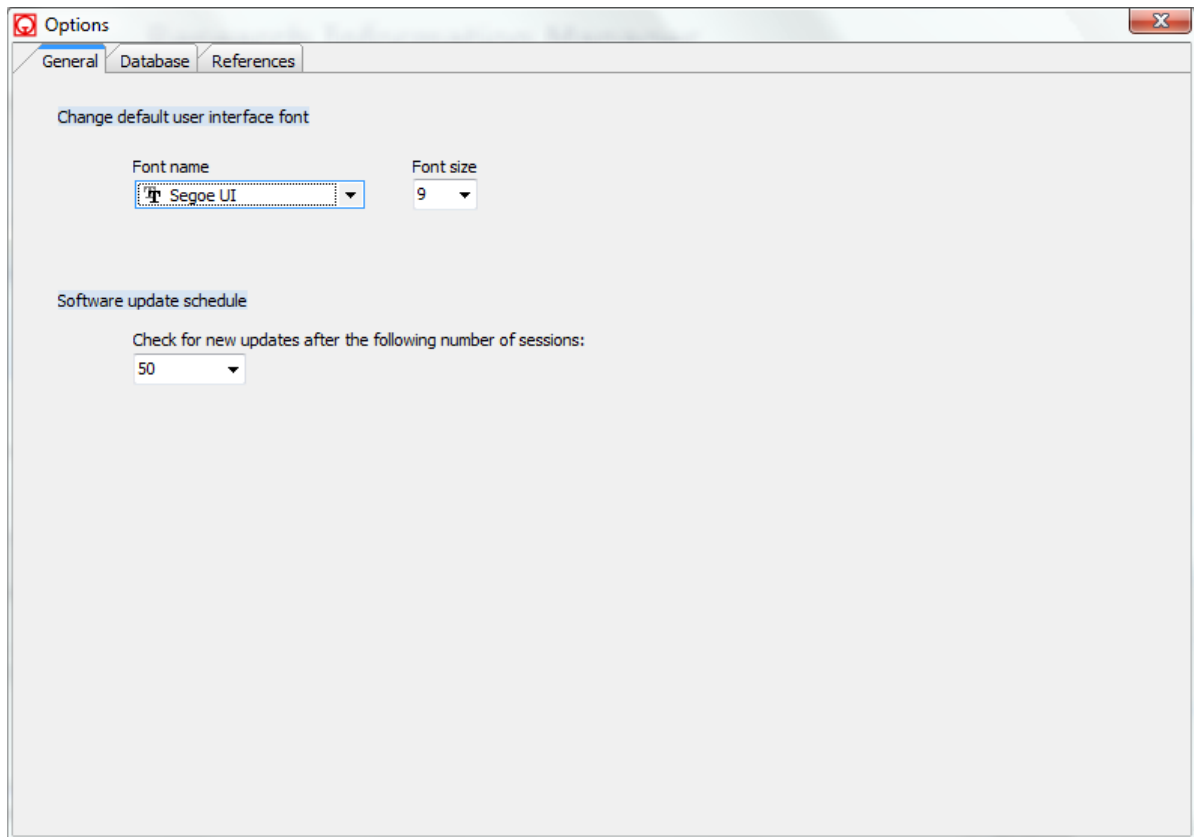 Options
General Database References
Change default user interface font
Font name Font size
Segoe UI 9
Software update schedule
Check for new updates after the following number of sessions:
50